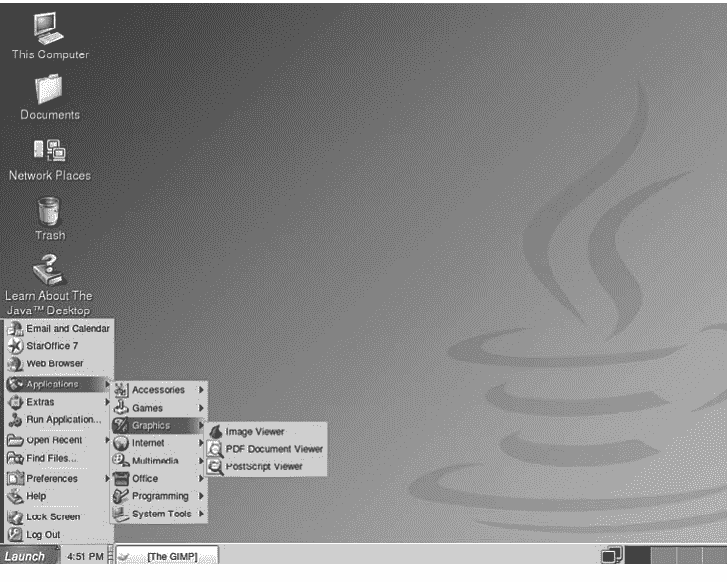 This Computer
Documents
Network Places
Trash
Learn About The
Java™ Desktop
Email and Calendar
StarOffice 7
Web Browser
Applications
Extras
Run Application...
Open Recent
Find Files...
Preferences
Help
Lock Screen
Log Out
Accessories
Games
Graphics
Internet
Multimedia
Office
Programming
System Tools
Image Viewer
PDF Document Viewer
PostScript Viewer
Launch
4:51 PM
[The GIMP]